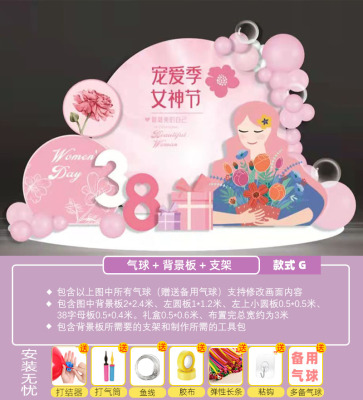 宠爱季
女神节
Beautiful
Woman
Women's
Day
38
气球+背景板+支架
款式 G
包含以上图中所有气球（赠送备用气球）支持修改画面内容
包含图中背景板2*2.4米、左圆板1*1.2米、左上小圆板0.5*0.5米、
38字母板0.5*0.4米、礼盒0.5*0.6米、布置完总宽约为3米
包含背景板所需要的支架和制作所需的工具包
安装无忧
送 送 送 送 送 送 送
备用
气球
打结器 打气筒 鱼线 胶布 弹性长条 粘钩 多备气球